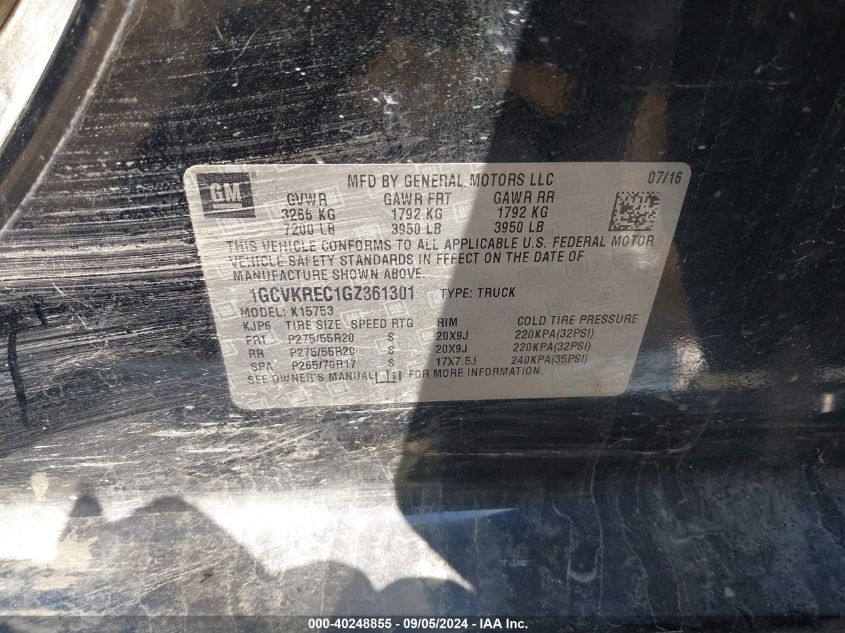 GM
MFD BY GENERAL MOTORS LLC 07/16
GVWR GAWR FRT GAWR RR
3266 KG 1792 KG 1792 KG
7200 LB 3950 LB 3950 LB
THIS VEHICLE CONFORMS TO ALL APPLICABLE U.S. FEDERAL MOTOR
VEHICLE SAFETY STANDARDS IN EFFECT ON THE DATE OF
MANUFACTURE SHOWN ABOVE.
1GCVKREC1GZ361301 TYPE: TRUCK
MODEL: K15753
KJP6 TIRE SIZE SPEED RTG RIM COLD TIRE PRESSURE
FRT P275/55R20 S 20X9J 220KPA(32PSI)
RR P275/55R20 S 20X9J 220KPA(32PSI)
SPA P265/70R17 S 17X7.5J 240KPA(35PSI)
SEE OWNER'S MANUAL FOR MORE INFORMATION.
000-40248855 - 09/05/2024 - IAA Inc.